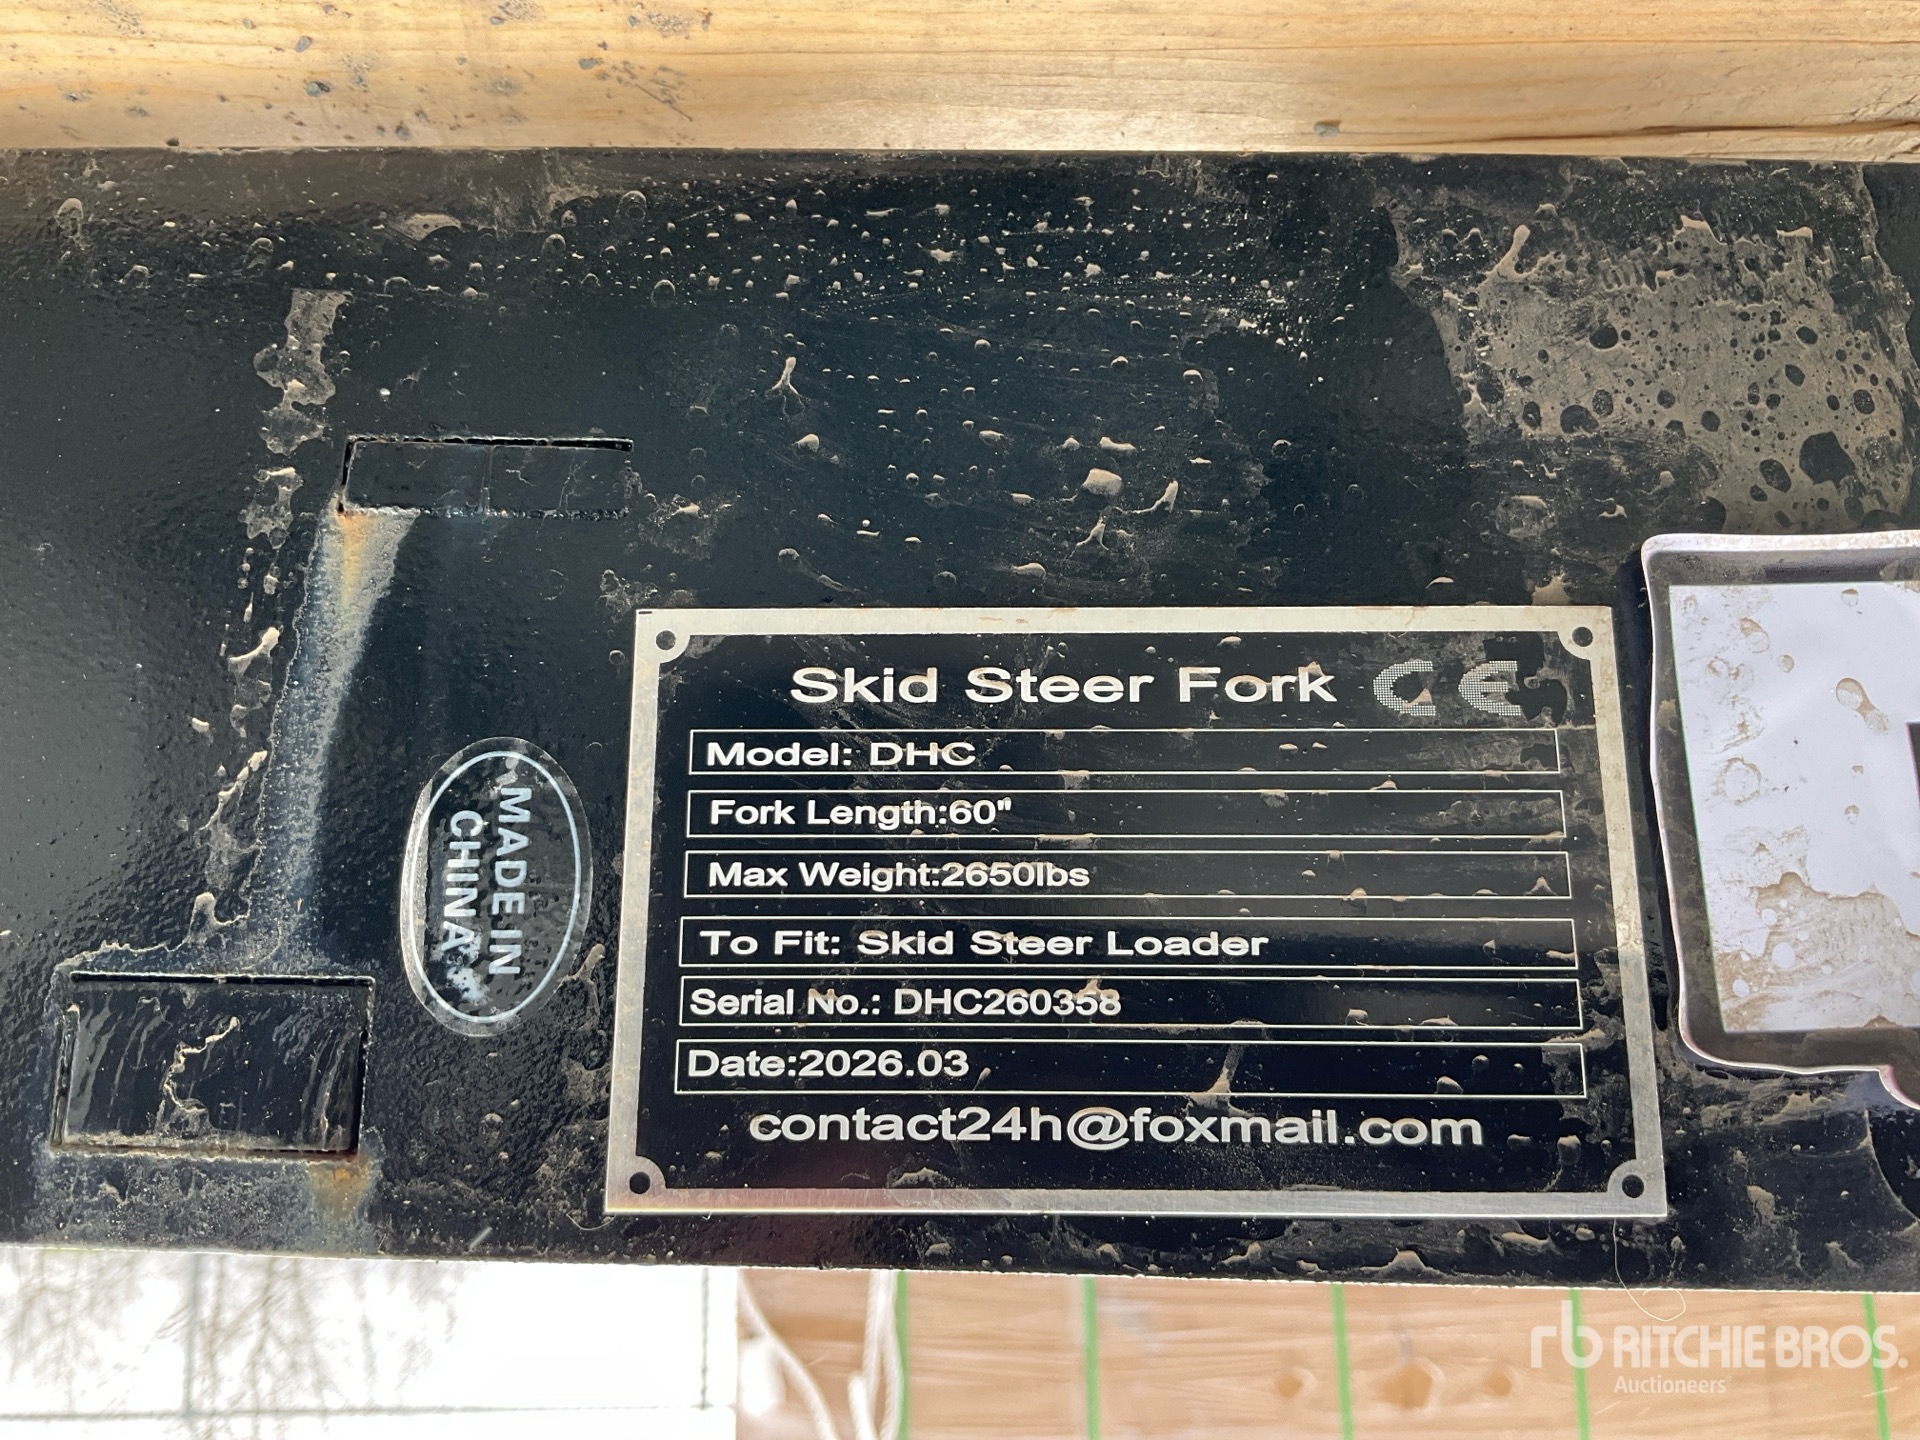 Skid Steer Fork CE
Model: DHC
Fork Length:60"
Max Weight:2650lbs
To Fit: Skid Steer Loader
Serial No.: DHC260358
Date:2026.03
contact24h@foxmail.com
MADE IN
CHINA
rb RITCHIE BROS.
Auctioneers